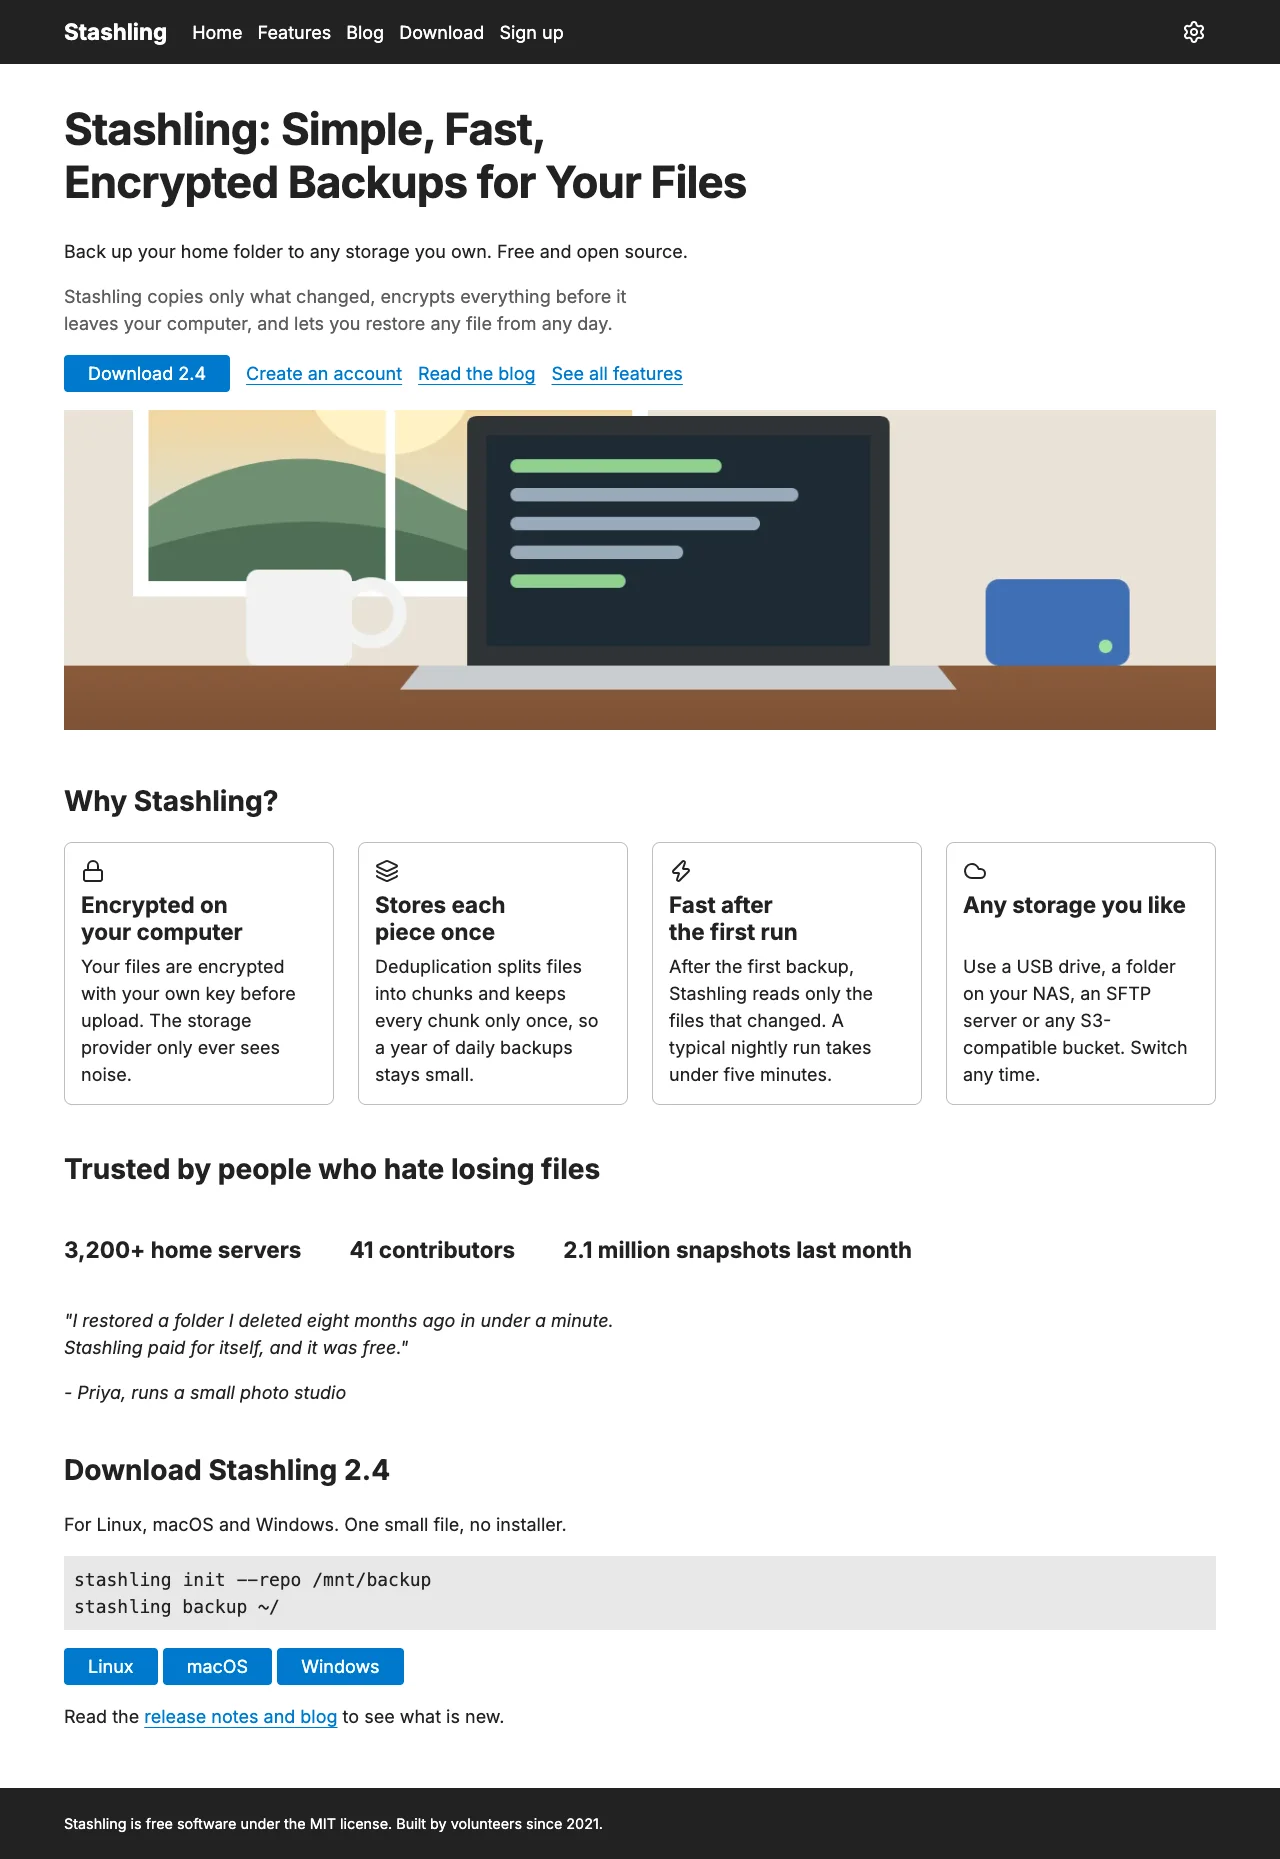 Stashling Home Features Blog Download Sign up
Stashling: Simple, Fast,
Encrypted Backups for Your Files
Back up your home folder to any storage you own. Free and open source.
Stashling copies only what changed, encrypts everything before it
leaves your computer, and lets you restore any file from any day.
Download 2.4 Create an account Read the blog See all features
Why Stashling?
Encrypted on
your computer
Your files are encrypted
with your own key before
upload. The storage
provider only ever sees
noise.
Stores each
piece once
Deduplication splits files
into chunks and keeps
every chunk only once, so
a year of daily backups
stays small.
Fast after
the first run
After the first backup,
Stashling reads only the
files that changed. A
typical nightly run takes
under five minutes.
Any storage you like
Use a USB drive, a folder
on your NAS, an SFTP
server or any S3-
compatible bucket. Switch
any time.
Trusted by people who hate losing files
3,200+ home servers 41 contributors 2.1 million snapshots last month
"I restored a folder I deleted eight months ago in under a minute.
Stashling paid for itself, and it was free."
- Priya, runs a small photo studio
Download Stashling 2.4
For Linux, macOS and Windows. One small file, no installer.
stashling init --repo /mnt/backup
stashling backup ~/
Linux macOS Windows
Read the release notes and blog to see what is new.
Stashling is free software under the MIT license. Built by volunteers since 2021.